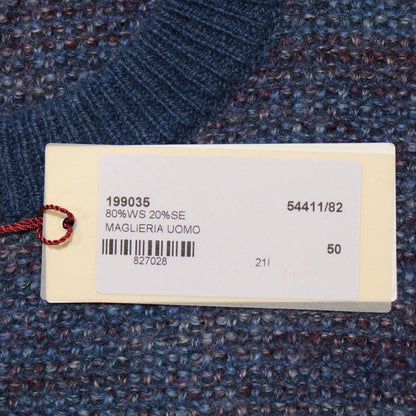 199035 54411/82
80%WS 20%SE
MAGLIERIA UOMO
50
827028 21I